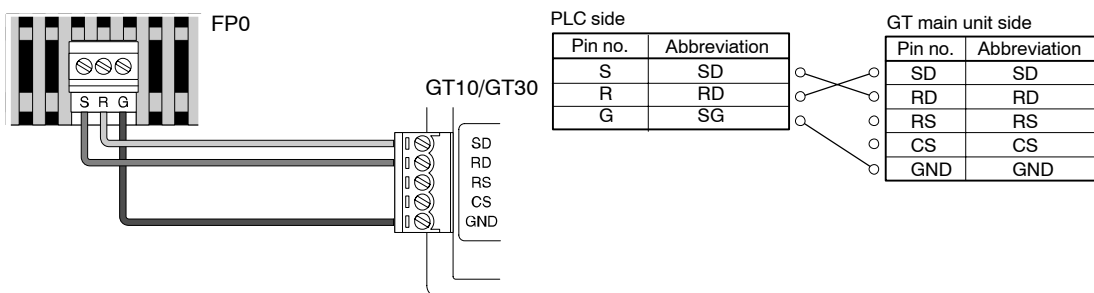 FP0
S R G
GT10/GT30
SD
RD
RS
CS
GND
PLC side
Pin no. Abbreviation
S SD
R RD
G SG
GT main unit side
Pin no. Abbreviation
SD SD
RD RD
RS RS
CS CS
GND GND